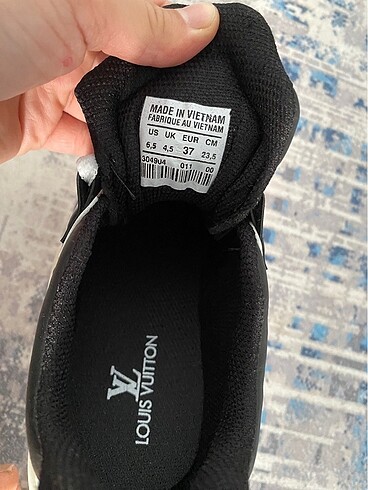 MADE IN VIETNAM
FABRIQUE AU VIETNAM
US UK EUR CM
6,5 4,5 37 23,5
304904 011 00
LV
LOUIS VUITTON